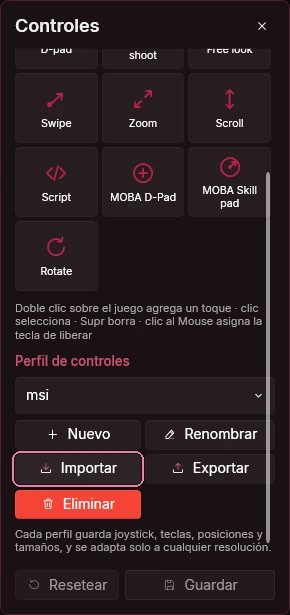 Controles
D-pad
shoot
Free look
Swipe
Zoom
Scroll
Script
MOBA D-Pad
MOBA Skill
pad
Rotate
Doble clic sobre el juego agrega un toque · clic
selecciona · Supr borra · clic al Mouse asigna la
tecla de liberar
Perfil de controles
msi
Nuevo
Renombrar
Importar
Exportar
Eliminar
Cada perfil guarda joystick, teclas, posiciones y
tamaños, y se adapta solo a cualquier resolución.
Resetear
Guardar